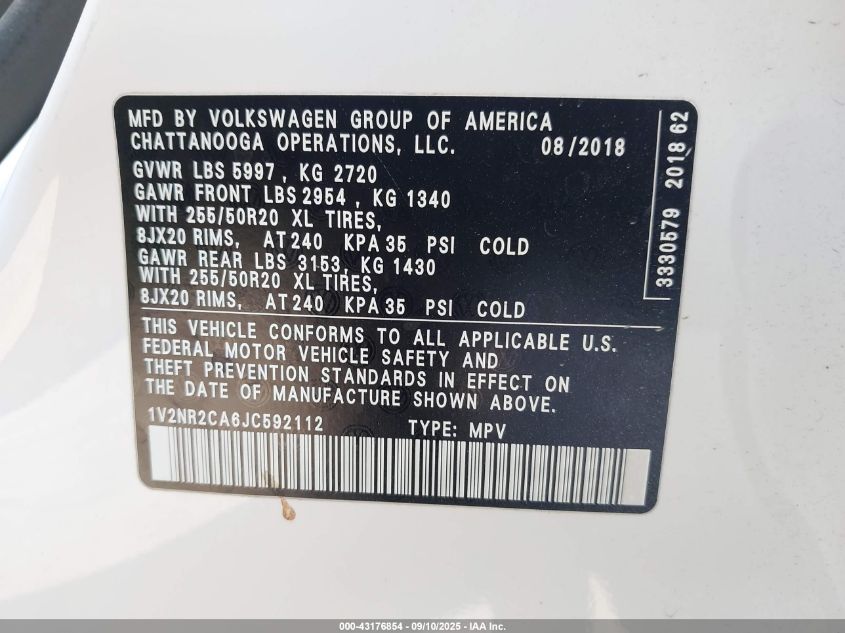 MFD BY VOLKSWAGEN GROUP OF AMERICA
CHATTANOOGA OPERATIONS, LLC. 08/2018
GVWR LBS 5997 , KG 2720
GAWR FRONT LBS 2954 , KG 1340
WITH 255/50R20 XL TIRES,
8JX20 RIMS, AT 240 KPA 35 PSI COLD
GAWR REAR LBS 3153, KG 1430
WITH 255/50R20 XL TIRES,
8JX20 RIMS, AT 240 KPA 35 PSI COLD
THIS VEHICLE CONFORMS TO ALL APPLICABLE U.S.
FEDERAL MOTOR VEHICLE SAFETY AND
THEFT PREVENTION STANDARDS IN EFFECT ON
THE DATE OF MANUFACTURE SHOWN ABOVE.
1V2NR2CA6JC592112 TYPE: MPV
3330579 2018 62
000-43176854 - 09/10/2025 - IAA Inc.